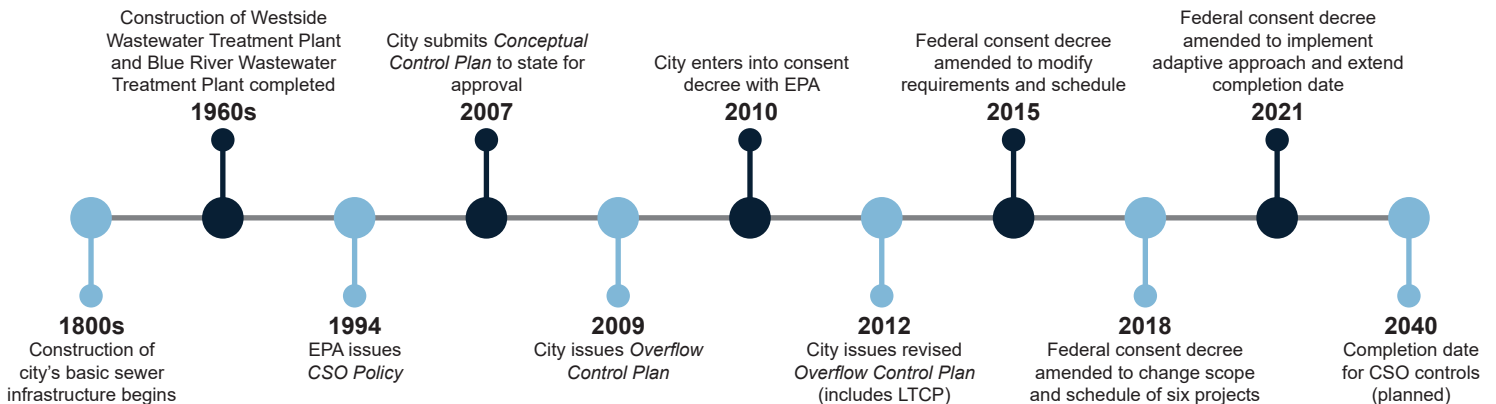 Construction of Westside
Wastewater Treatment Plant
and Blue River Wastewater
Treatment Plant completed
1960s
City submits Conceptual
Control Plan to state for
approval
2007
City enters into consent
decree with EPA
2010
Federal consent decree
amended to modify
requirements and schedule
2015
Federal consent decree
amended to implement
adaptive approach and extend
completion date
2021
1800s
Construction of
city's basic sewer
infrastructure begins
1994
EPA issues
CSO Policy
2009
City issues Overflow
Control Plan
2012
City issues revised
Overflow Control Plan
(includes LTCP)
2018
Federal consent decree
amended to change scope
and schedule of six projects
2040
Completion date
for CSO controls
(planned)